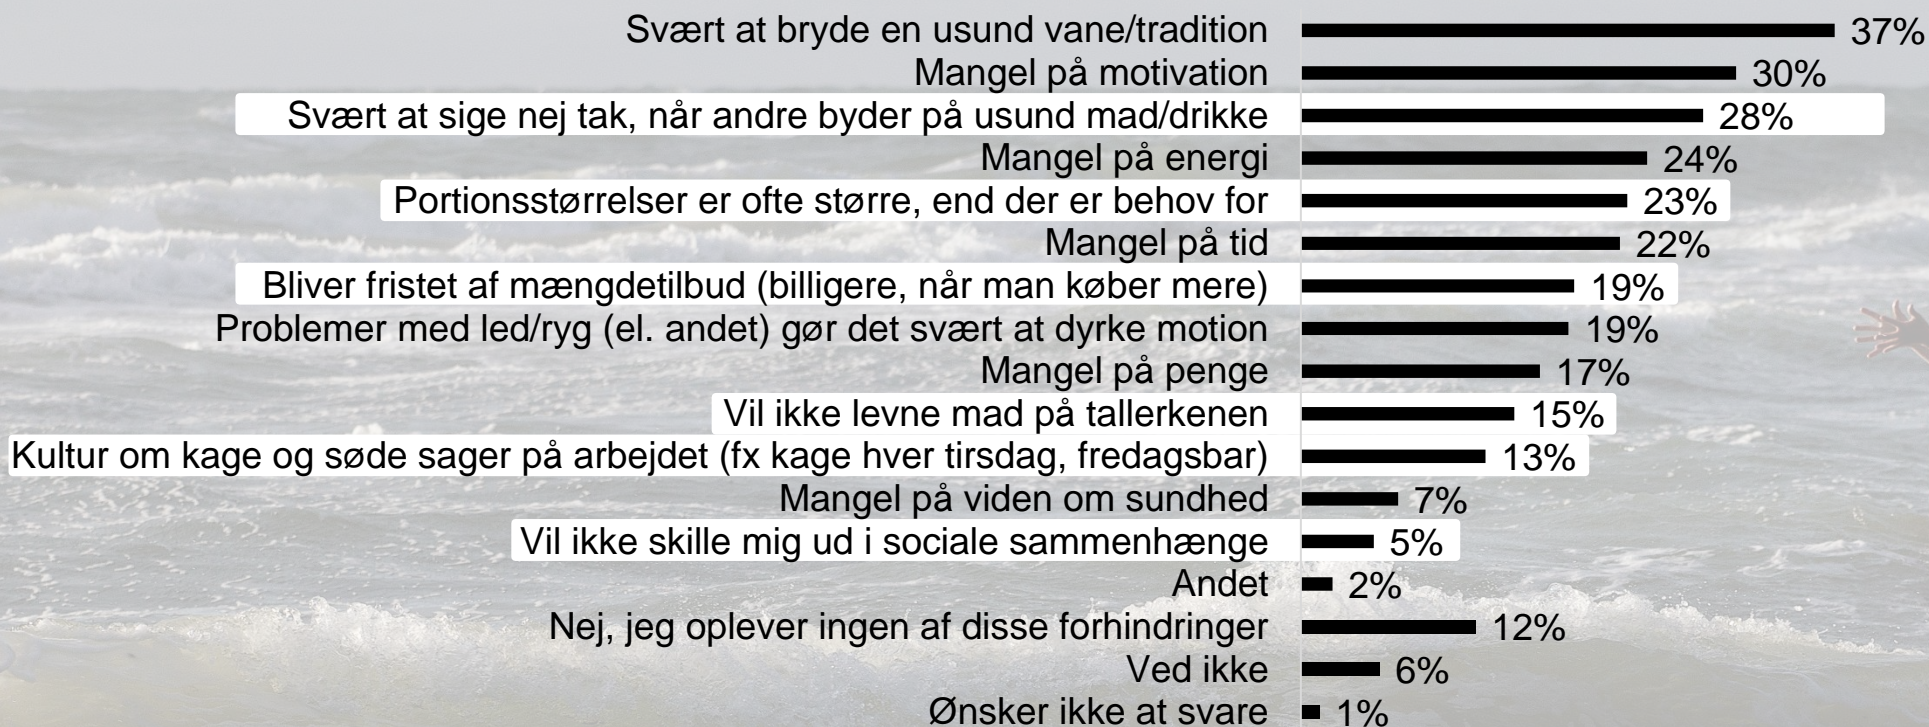 Svært at bryde en usund vane/tradition 37%
Mangel på motivation 30%
Svært at sige nej tak, når andre byder på usund mad/drikke 28%
Mangel på energi 24%
Portionsstørrelser er ofte større, end der er behov for 23%
Mangel på tid 22%
Bliver fristet af mængdetilbud (billigere, når man køber mere) 19%
Problemer med led/ryg (el. andet) gør det svært at dyrke motion 19%
Mangel på penge 17%
Vil ikke levne mad på tallerkenen 15%
Kultur om kage og søde sager på arbejdet (fx kage hver tirsdag, fredagsbar) 13%
Mangel på viden om sundhed 7%
Vil ikke skille mig ud i sociale sammenhænge 5%
Andet 2%
Nej, jeg oplever ingen af disse forhindringer 12%
Ved ikke 6%
Ønsker ikke at svare 1%